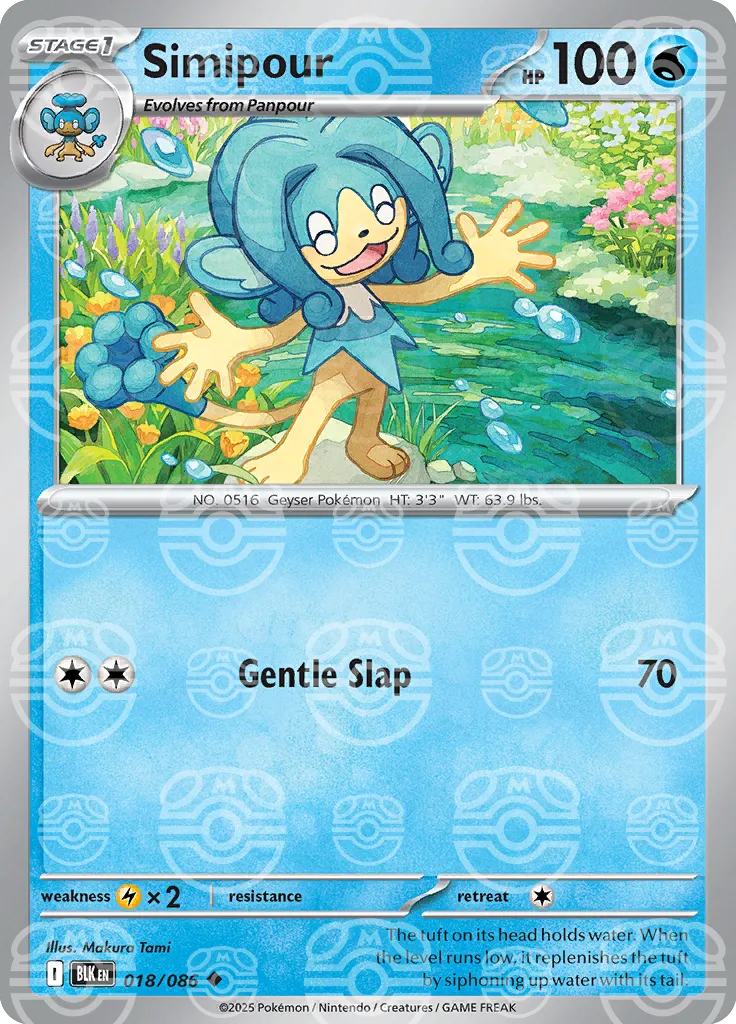 STAGE1
Simipour
HP 100
Evolves from Panpour
NO. 0516 Geyser Pokémon HT: 3'3" WT: 63.9 lbs.
Gentle Slap 70
weakness ×2 resistance retreat
Illus. Makura Tami
The tuft on its head holds water. When
the level runs low, it replenishes the tuft
by siphoning up water with its tail.
I BLK EN 018/086
©2025 Pokémon / Nintendo / Creatures / GAME FREAK